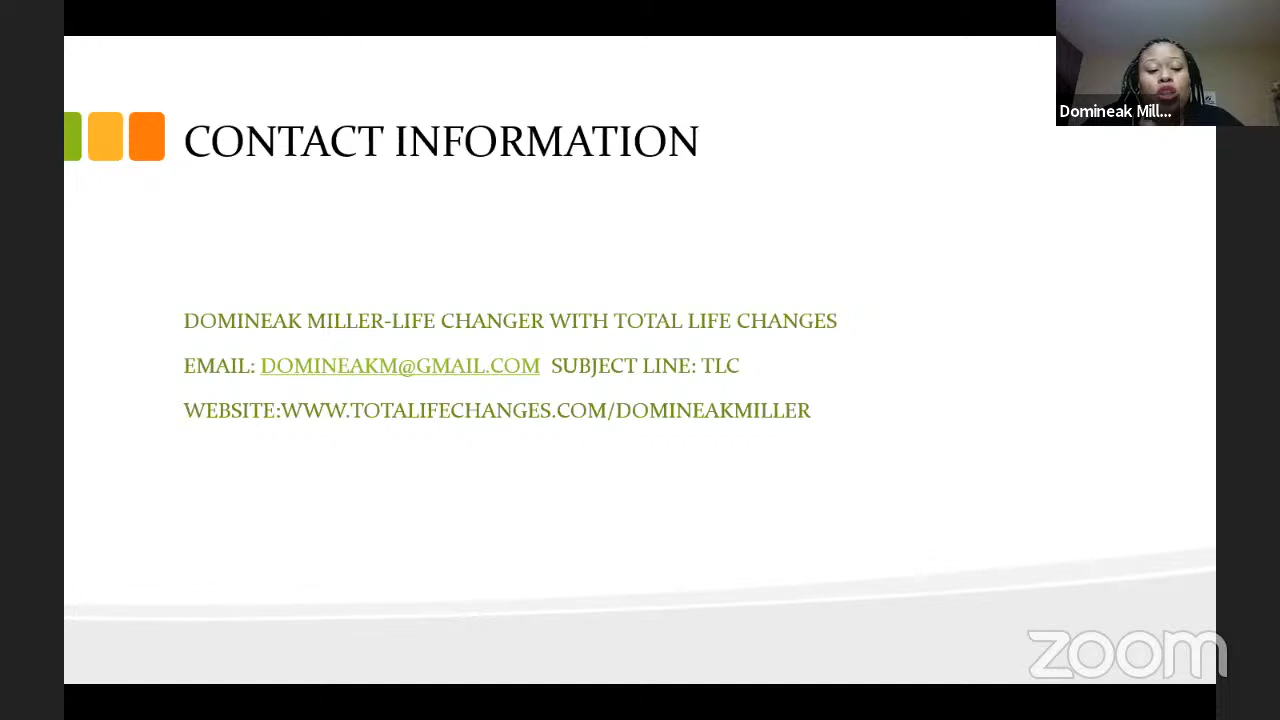 Domineak Mill...
CONTACT INFORMATION
DOMINEAK MILLER-LIFE CHANGER WITH TOTAL LIFE CHANGES
EMAIL: DOMINEAKM@GMAIL.COM SUBJECT LINE: TLC
WEBSITE:WWW.TOTALIFECHANGES.COM/DOMINEAKMILLER
zoom